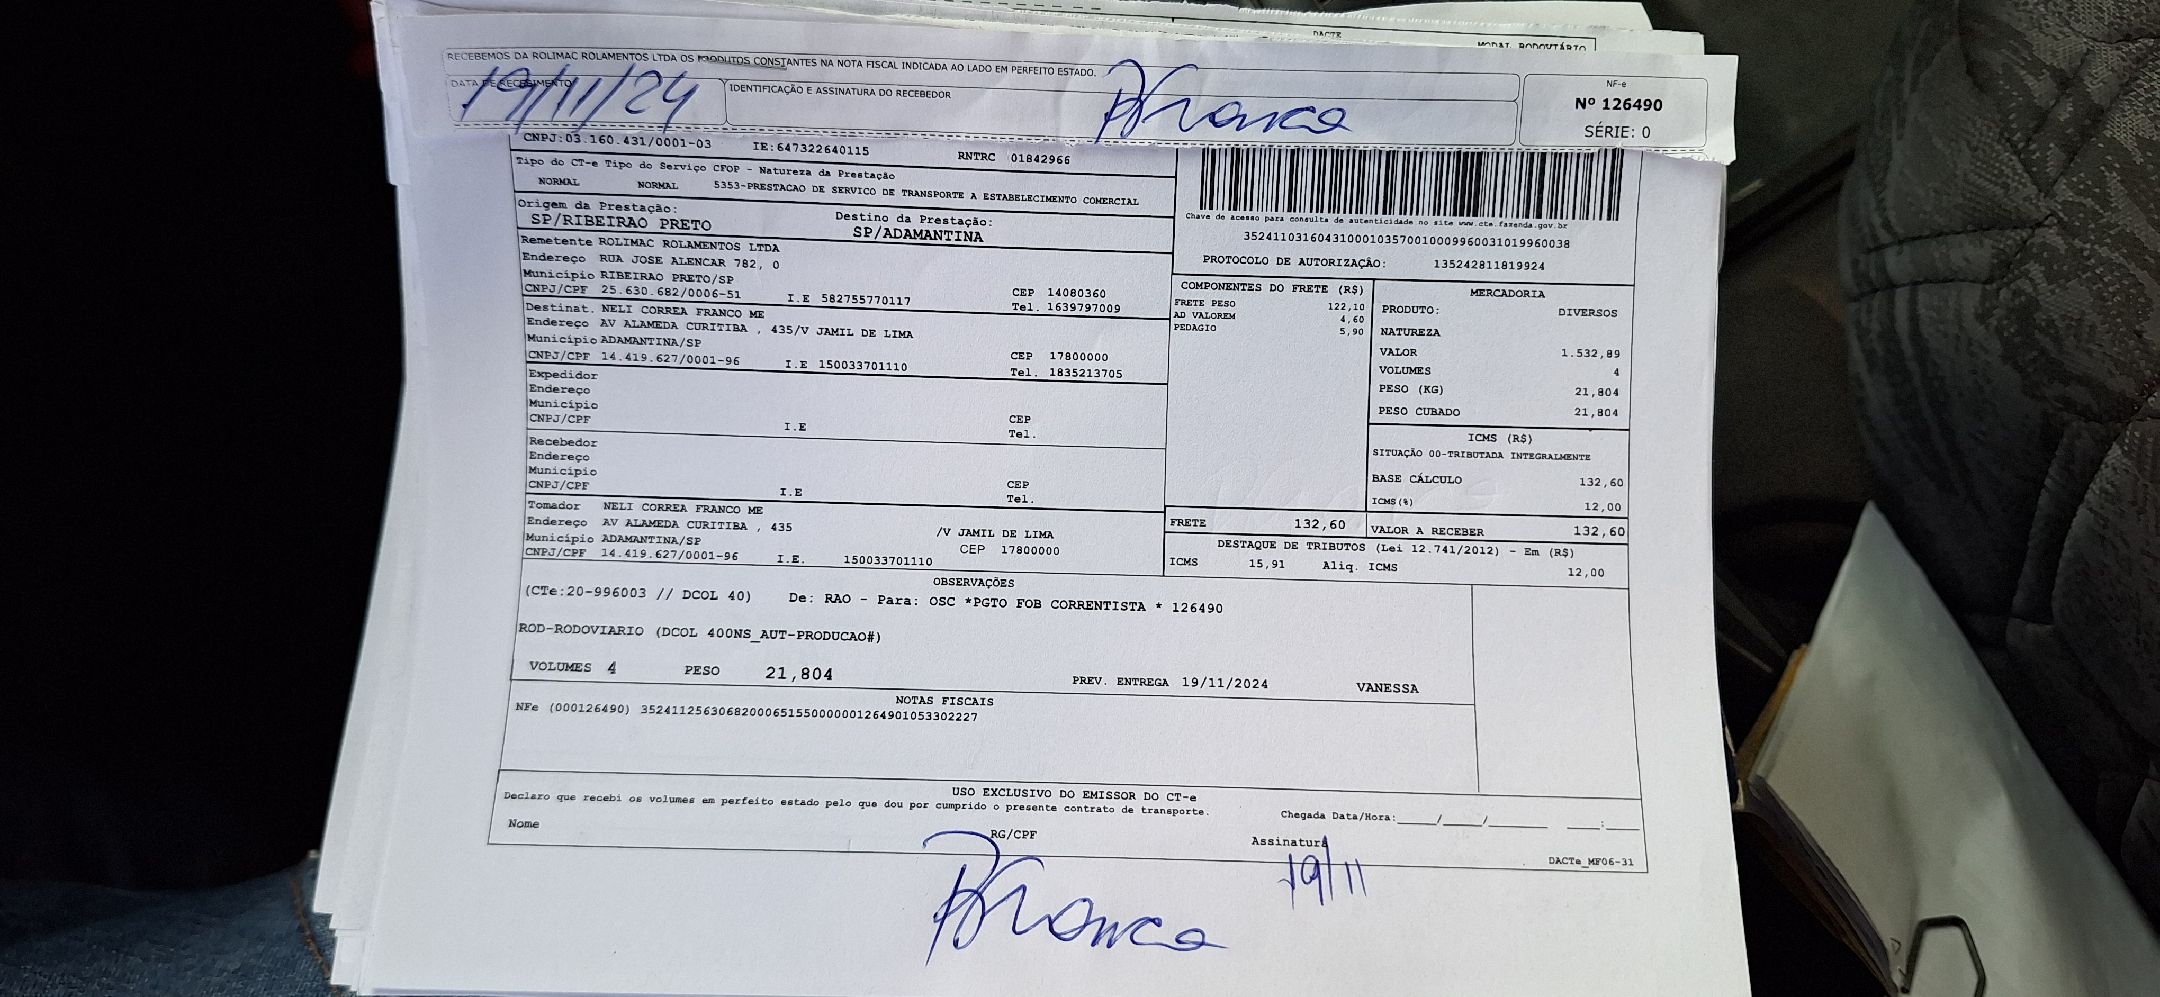 DACTE
MODAL RODOVIÁRIO
RECEBEMOS DA ROLIMAC ROLAMENTOS LTDA OS PRODUTOS CONSTANTES NA NOTA FISCAL INDICADA AO LADO EM PERFEITO ESTADO.
DATA DE RECEBIMENTO
19/11/24
IDENTIFICAÇÃO E ASSINATURA DO RECEBEDOR
NF-e
Nº 126490
SÉRIE: 0
CNPJ:03.160.431/0001-03 IE:647322640115 RNTRC 01842966
Tipo do CT-e Tipo do Serviço CFOP - Natureza da Prestação
NORMAL NORMAL 5353-PRESTACAO DE SERVICO DE TRANSPORTE A ESTABELECIMENTO COMERCIAL
Origem da Prestação: Destino da Prestação:
SP/RIBEIRAO PRETO SP/ADAMANTINA
Remetente ROLIMAC ROLAMENTOS LTDA
Endereço RUA JOSE ALENCAR 782, 0
Município RIBEIRAO PRETO/SP CEP 14080360
CNPJ/CPF 25.630.682/0006-51 I.E 582755770117 Tel. 1639797009
Destinat. NELI CORREA FRANCO ME
Endereço AV ALAMEDA CURITIBA , 435/V JAMIL DE LIMA
Município ADAMANTINA/SP CEP 17800000
CNPJ/CPF 14.419.627/0001-96 I.E 150033701110 Tel. 1835213705
Expedidor
Endereço
Município CEP
CNPJ/CPF I.E Tel.
Recebedor
Endereço
Município CEP
CNPJ/CPF I.E Tel.
Tomador NELI CORREA FRANCO ME
Endereço AV ALAMEDA CURITIBA , 435 /V JAMIL DE LIMA
Município ADAMANTINA/SP CEP 17800000
CNPJ/CPF 14.419.627/0001-96 I.E. 150033701110
Chave de acesso para consulta de autenticidade no site www.cte.fazenda.gov.br
35241103160431000103570010009960031019960038
PROTOCOLO DE AUTORIZAÇÂO: 135242811819924
COMPONENTES DO FRETE (R$)
FRETE PESO 122,10
AD VALOREM 4,60
PEDAGIO 5,90
MERCADORIA
PRODUTO: DIVERSOS
NATUREZA
VALOR 1.532,89
VOLUMES 4
PESO (KG) 21,804
PESO CUBADO 21,804
ICMS (R$)
SITUAÇÃO 00-TRIBUTADA INTEGRALMENTE
BASE CÁLCULO 132,60
ICMS(%) 12,00
FRETE 132,60 VALOR A RECEBER 132,60
DESTAQUE DE TRIBUTOS (Lei 12.741/2012) - Em (R$)
ICMS 15,91 Aliq. ICMS 12,00
OBSERVAÇÕES
(CTe:20-996003 // DCOL 40) De: RAO - Para: OSC *PGTO FOB CORRENTISTA * 126490
ROD-RODOVIARIO (DCOL 400NS_AUT-PRODUCAO#)
VOLUMES 4 PESO 21,804 PREV. ENTREGA 19/11/2024 VANESSA
NOTAS FISCAIS
NFe (000126490) 35241125630682000651550000001264901053302227
USO EXCLUSIVO DO EMISSOR DO CT-e
Declaro que recebi os volumes em perfeito estado pelo que dou por cumprido o presente contrato de transporte. Chegada Data/Hora:_____/_____/_______ ____:____
Nome RG/CPF Assinatura
19/11
DACTe_MF06-31